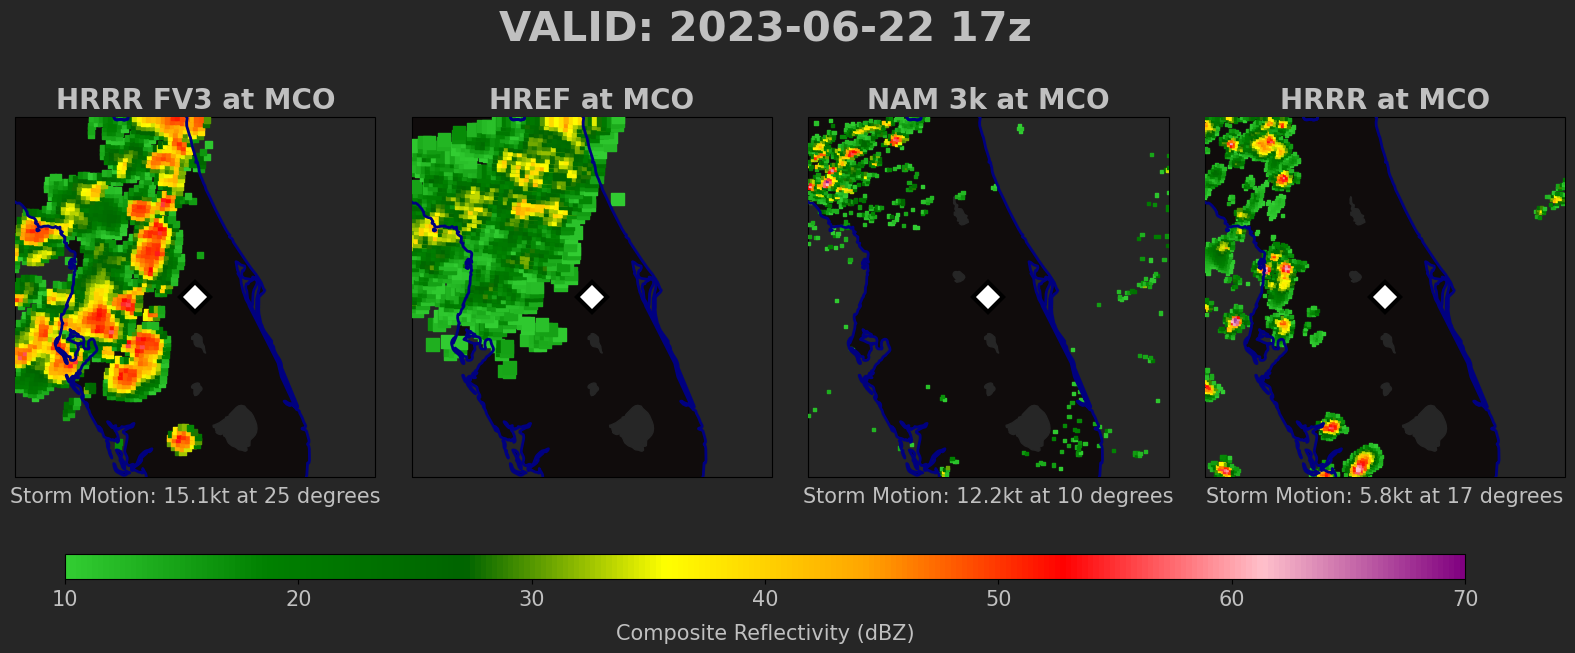 VALID: 2023-06-22 17z
HRRR FV3 at MCO
HREF at MCO
NAM 3k at MCO
HRRR at MCO
Storm Motion: 15.1kt at 25 degrees
Storm Motion: 12.2kt at 10 degrees
Storm Motion: 5.8kt at 17 degrees
10 20 30 40 50 60 70
Composite Reflectivity (dBZ)